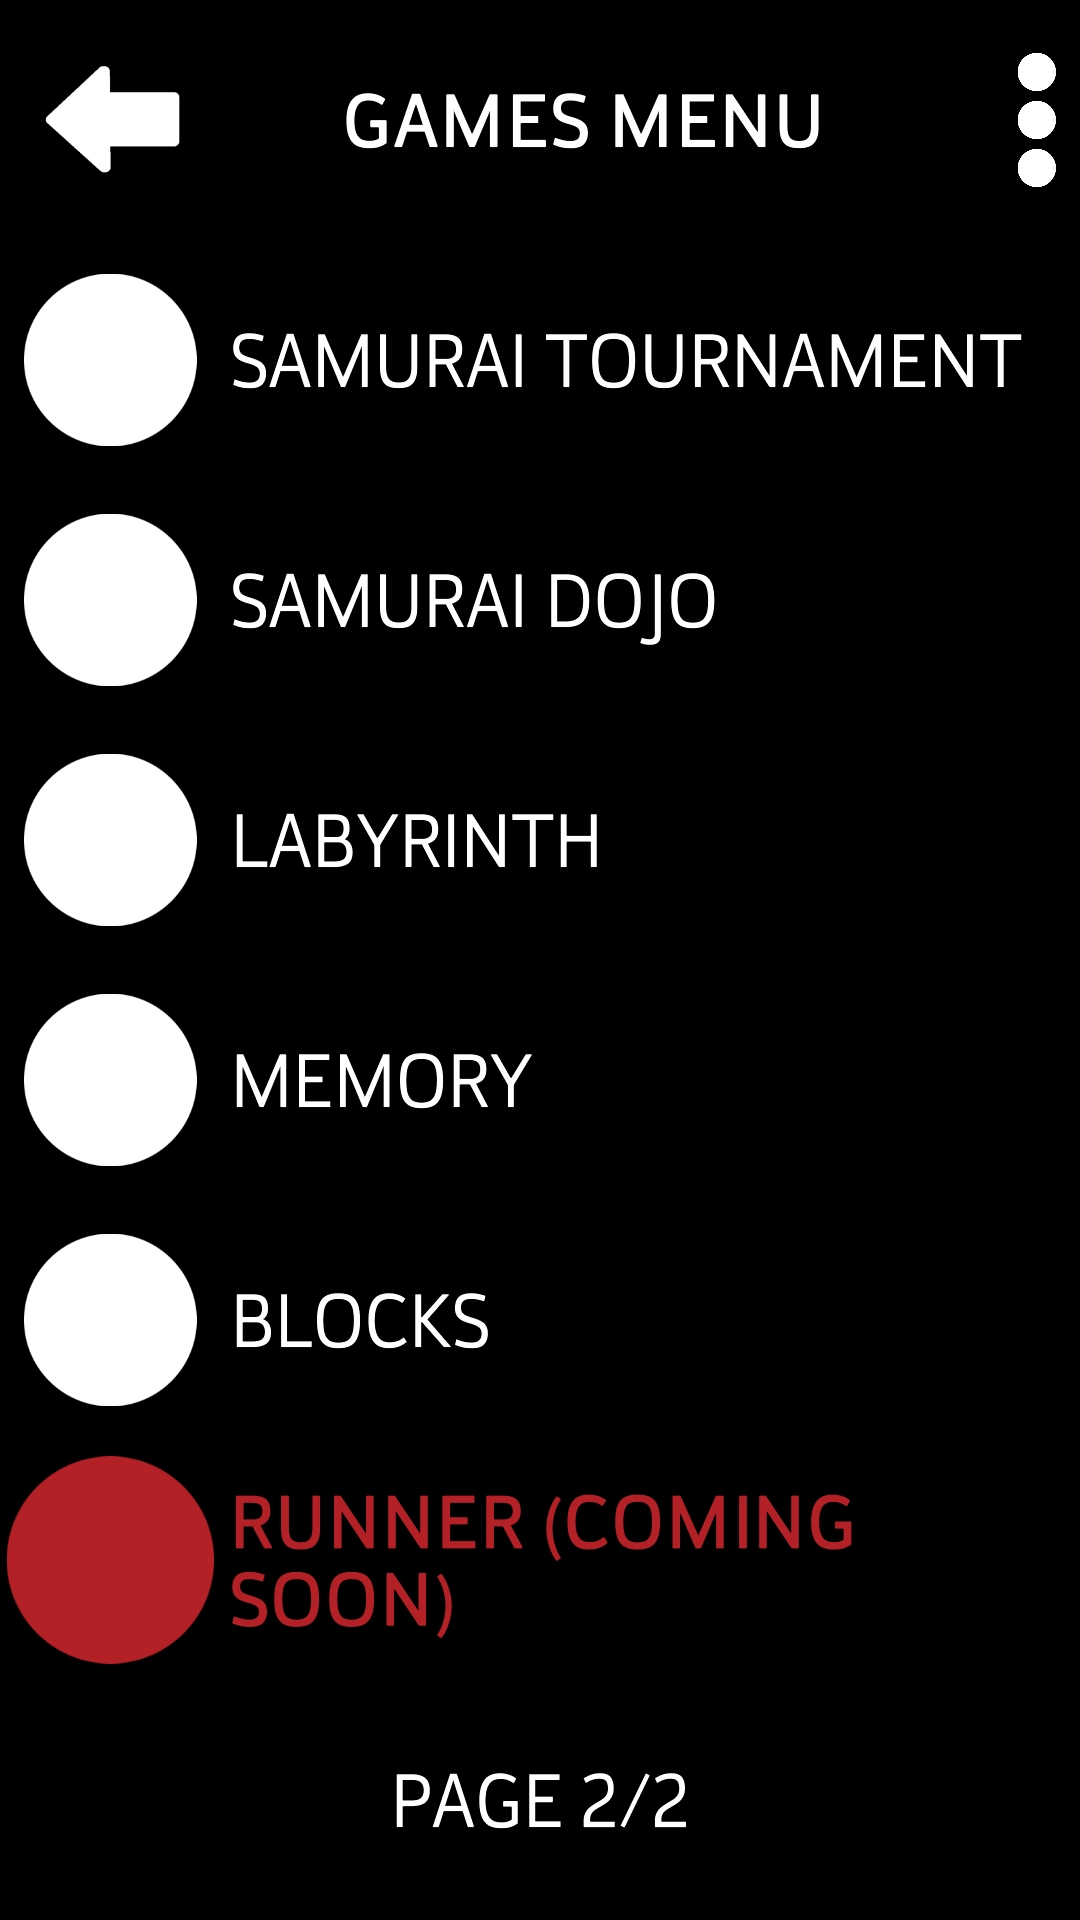 GAMES MENU
SAMURAI TOURNAMENT
SAMURAI DOJO
LABYRINTH
MEMORY
BLOCKS
RUNNER (COMING
SOON)
PAGE 2/2